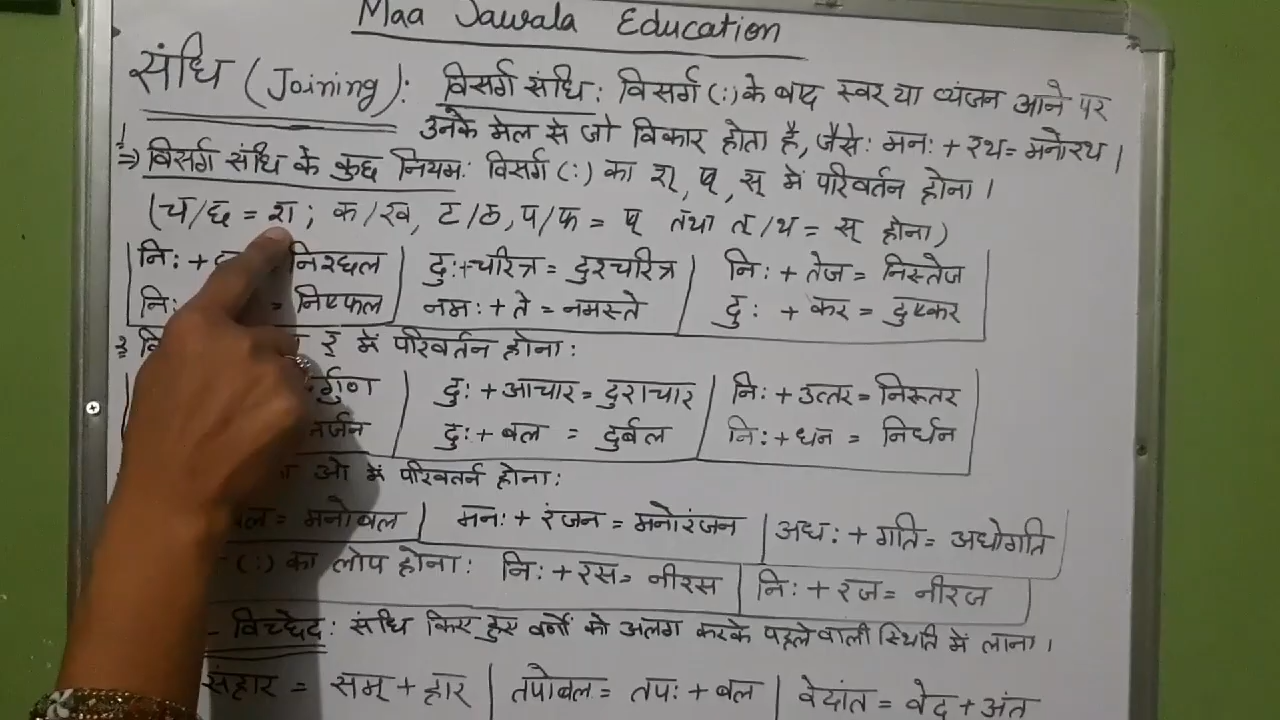 Maa Jawala Education
संधि (Joining): विसर्ग संधि: विसर्ग (:) के बाद स्वर या व्यंजन आने पर
उनके मेल से जो विकार होता है, जैसे: मन: + रथ = मनोरथ।
1⇒ विसर्ग संधि के कुछ नियम: विसर्ग (:) का श्, ष्, स् में परिवर्तन होना।
(च/छ = श; क/ख, ट/ठ, प/फ = ष् तथा त्/थ = स् होना)
नि: + = निश्छल | दु:+चरित्र = दुश्चरित्र | नि: + तेज = निस्तेज
नि: = निष्फल | नम: + ते = नमस्ते | दु: + कर = दुष्कर
र् में परिवर्तन होना:
र्गुण | दु: + आचार = दुराचार | नि: + उत्तर = निरूतर
र्जन | दु: + बल = दुर्बल | नि: + धन = निर्धन
ओ में परिवतर्न होना:
बल = मनोबल | मन: + रंजन = मनोरंजन | अध: + गति = अधोगति
(:) का लोप होना: नि: + रस = नीरस | नि: + रज = नीरज
- विच्छेद: संधि किए हुए वर्नो को अलग करके पहलेवाली स्थिति में लाना।
संहार = सम् + हार | तपोबल = तप: + बल | वेदांत = वेद + अंत